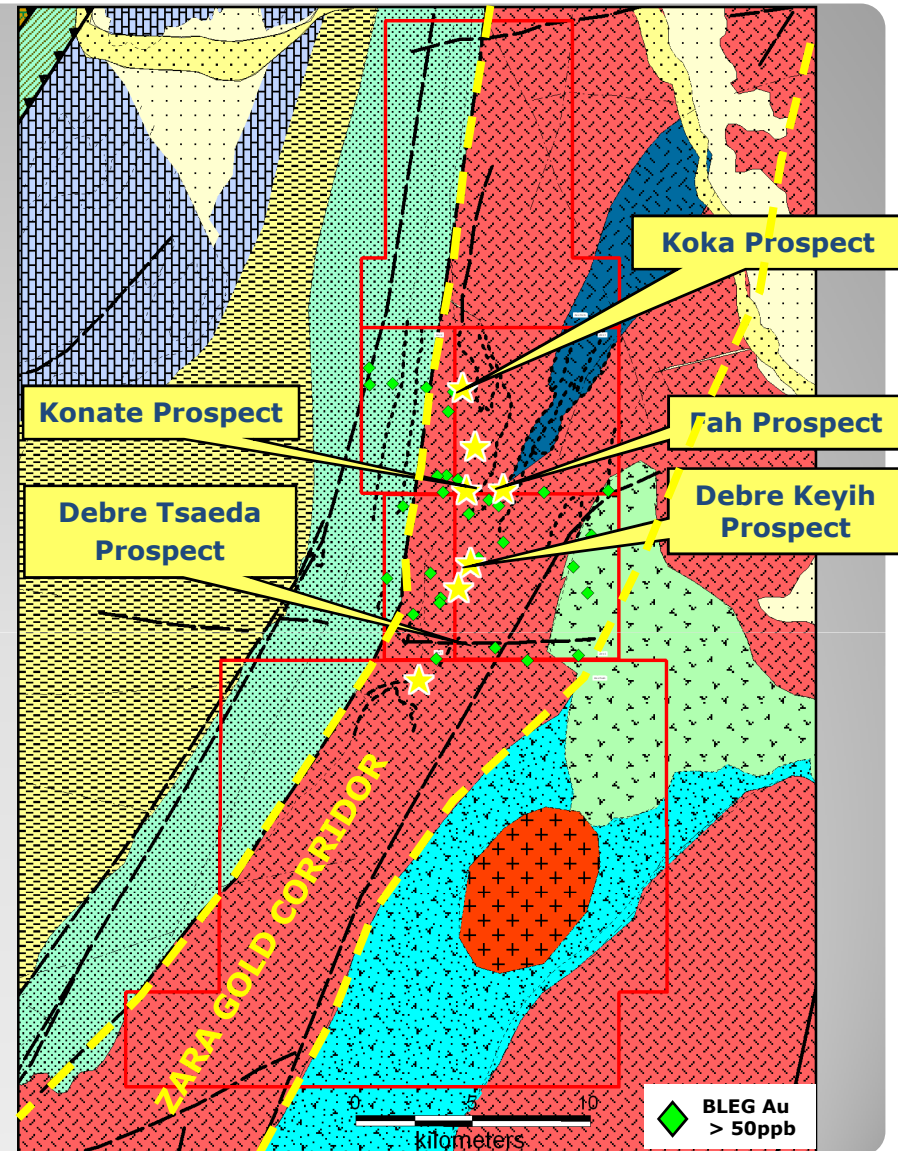 Koka Prospect
Konate Prospect
Fah Prospect
Debre Tsaeda
Prospect
Debre Keyih
Prospect
ZARA GOLD CORRIDOR
0 5 10
kilometers
BLEG Au
> 50ppb